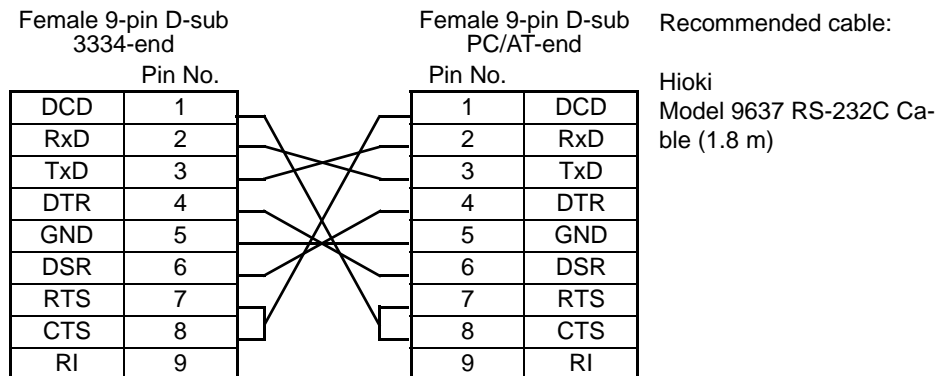 Female 9-pin D-sub
3334-end
Female 9-pin D-sub
PC/AT-end
Recommended cable:
Hioki
Model 9637 RS-232C Ca-
ble (1.8 m)
Pin No.
Pin No.
DCD 1
RxD 2
TxD 3
DTR 4
GND 5
DSR 6
RTS 7
CTS 8
RI 9
1 DCD
2 RxD
3 TxD
4 DTR
5 GND
6 DSR
7 RTS
8 CTS
9 RI